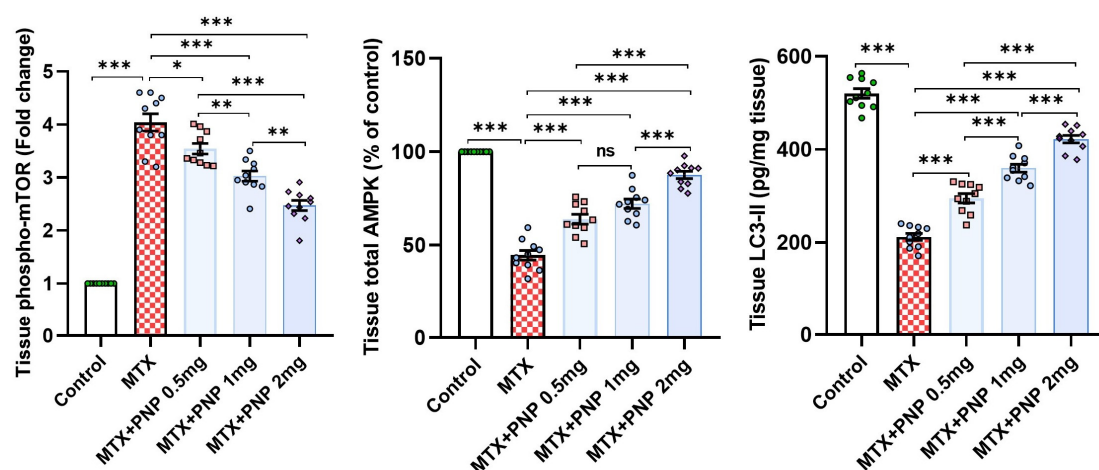 Tissue phospho-mTOR (Fold change)
5
4
3
2
1
0
***
***
***
*
***
**
**
Control
MTX
MTX+PNP 0.5mg
MTX+PNP 1mg
MTX+PNP 2mg
Tissue total AMPK (% of control)
150
100
50
0
***
***
***
***
***
***
ns
Control
MTX
MTX+PNP 0.5mg
MTX+PNP 1mg
MTX+PNP 2mg
Tissue LC3-II (pg/mg tissue)
600
400
200
0
***
***
***
***
***
***
***
Control
MTX
MTX+PNP 0.5mg
MTX+PNP 1mg
MTX+PNP 2mg